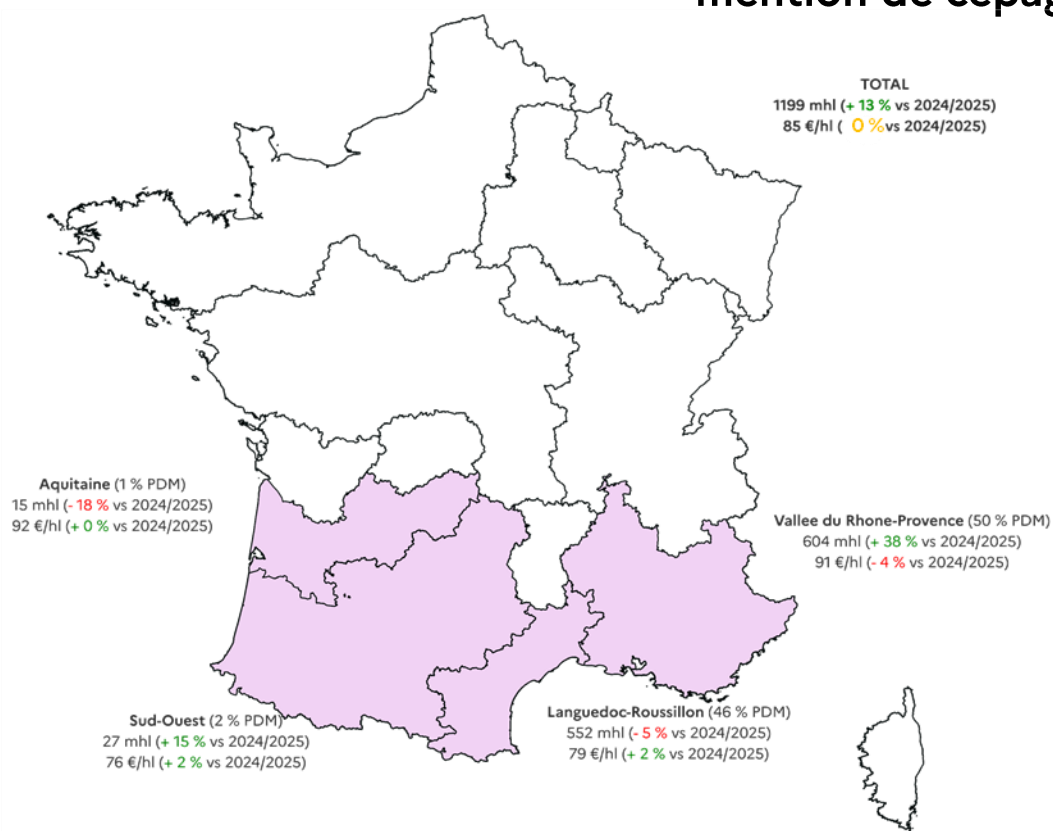 mention de cépag
TOTAL
1199 mhl (+ 13 % vs 2024/2025)
85 €/hl ( 0 % vs 2024/2025)
Aquitaine (1 % PDM)
15 mhl (- 18 % vs 2024/2025)
92 €/hl (+ 0 % vs 2024/2025)
Vallee du Rhone-Provence (50 % PDM)
604 mhl (+ 38 % vs 2024/2025)
91 €/hl (- 4 % vs 2024/2025)
Sud-Ouest (2 % PDM)
27 mhl (+ 15 % vs 2024/2025)
76 €/hl (+ 2 % vs 2024/2025)
Languedoc-Roussillon (46 % PDM)
552 mhl (- 5 % vs 2024/2025)
79 €/hl (+ 2 % vs 2024/2025)